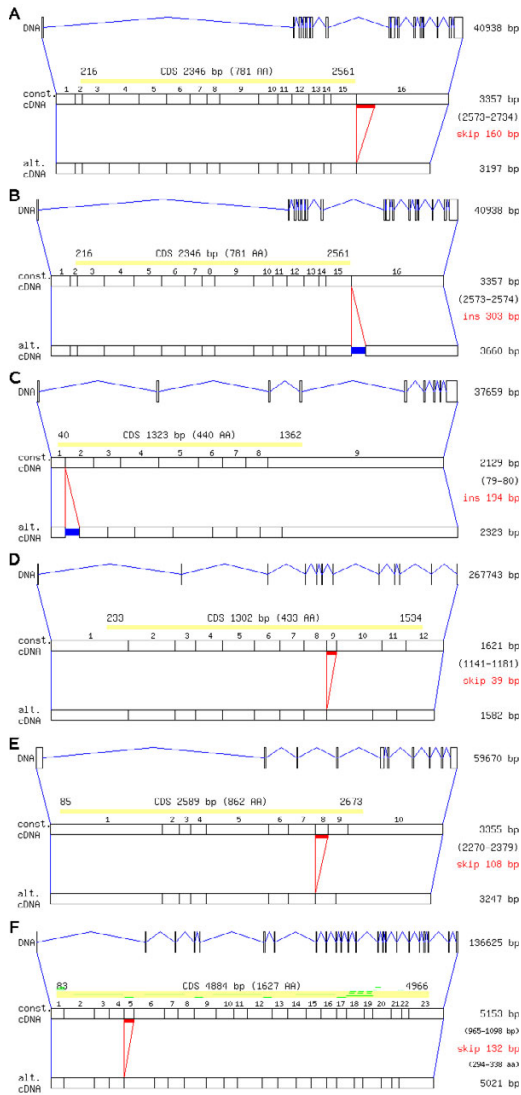 A
DNA 40938 bp
216 CDS 2346 bp (781 AA) 2561
1 2 3 4 5 6 7 8 9 10 11 12 13 14 15 16
const. cDNA 3357 bp
(2573-2734)
skip 160 bp
alt. cDNA 3197 bp
B
DNA 40938 bp
216 CDS 2346 bp (781 AA) 2561
1 2 3 4 5 6 7 8 9 10 11 12 13 14 15 16
const. cDNA 3357 bp
(2573-2574)
ins 303 bp
alt. cDNA 3660 bp
C
DNA 37659 bp
40 CDS 1323 bp (440 AA) 1362
1 2 3 4 5 6 7 8 9
const. cDNA 2129 bp
(79-80)
ins 194 bp
alt. cDNA 2323 bp
D
DNA 267743 bp
233 CDS 1302 bp (433 AA) 1534
1 2 3 4 5 6 7 8 9 10 11 12
const. cDNA 1621 bp
(1141-1181)
skip 39 bp
alt. cDNA 1582 bp
E
DNA 59670 bp
85 CDS 2589 bp (862 AA) 2673
1 2 3 4 5 6 7 8 9 10
const. cDNA 3355 bp
(2270-2379)
skip 108 bp
alt. cDNA 3247 bp
F
DNA 136625 bp
83 CDS 4884 bp (1627 AA) 4966
1 2 3 4 5 6 7 8 9 10 11 12 13 14 15 16 17 18 19 20 21 22 23
const. cDNA 5153 bp
(965-1098 bp)
skip 132 bp
(294-338 aa)
alt. cDNA 5021 bp